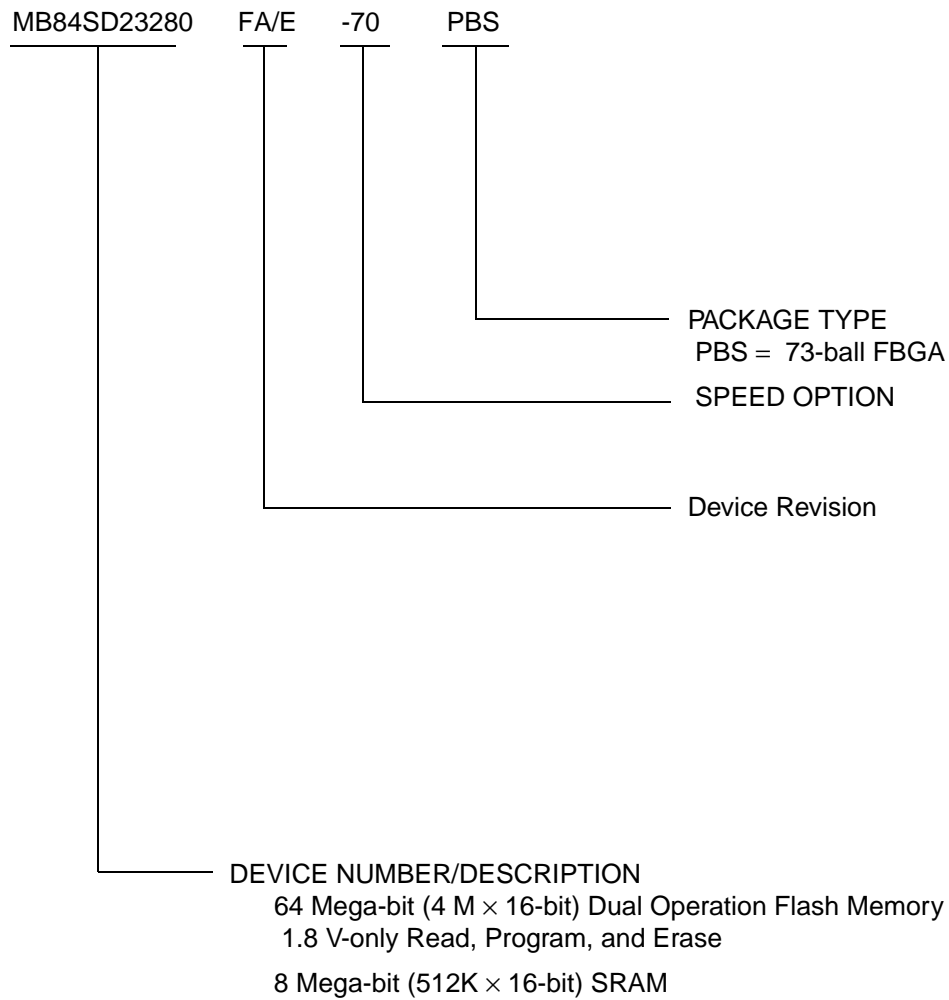 MB84SD23280 FA/E -70 PBS
PACKAGE TYPE
PBS = 73-ball FBGA
SPEED OPTION
Device Revision
DEVICE NUMBER/DESCRIPTION
64 Mega-bit (4 M × 16-bit) Dual Operation Flash Memory
1.8 V-only Read, Program, and Erase
8 Mega-bit (512K × 16-bit) SRAM